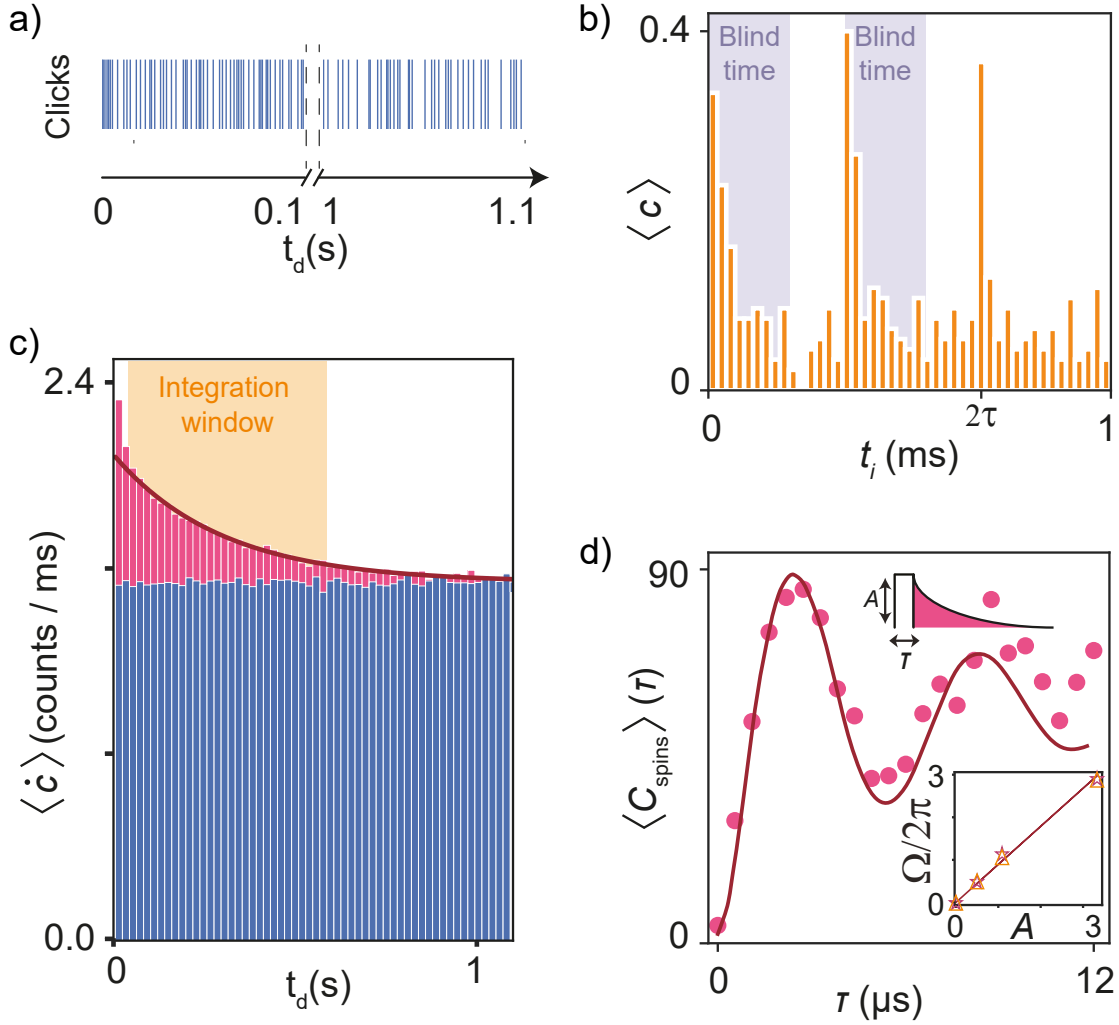 a)
Clicks
0
0.1
1
1.1
t_d(s)
b)
0.4
Blind
time
Blind
time
⟨c⟩
0
0
2τ
1
t_i (ms)
c)
2.4
Integration
window
⟨ċ⟩ (counts / ms)
0.0
0
1
t_d(s)
d)
90
A
τ
⟨C_spins⟩ (τ)
3
Ω/2π
0
0
A
3
0
0
12
τ (μs)